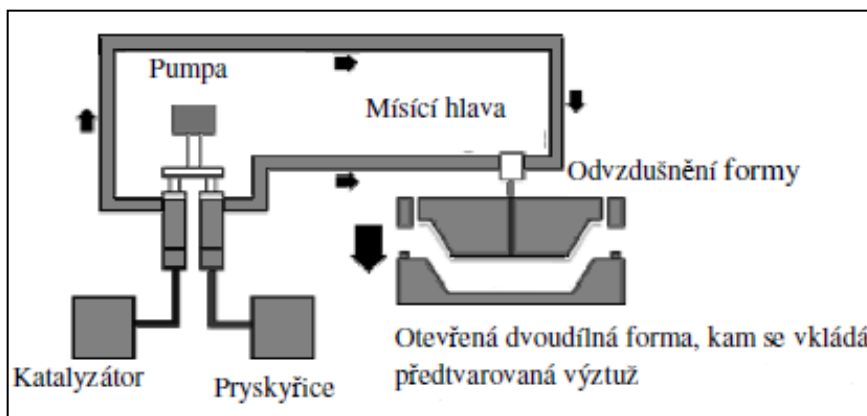 Pumpa
Mísící hlava
Odvzdušnění formy
Otevřená dvoudílná forma, kam se vkládá
předtvarovaná výztuž
Katalyzátor
Pryskyřice